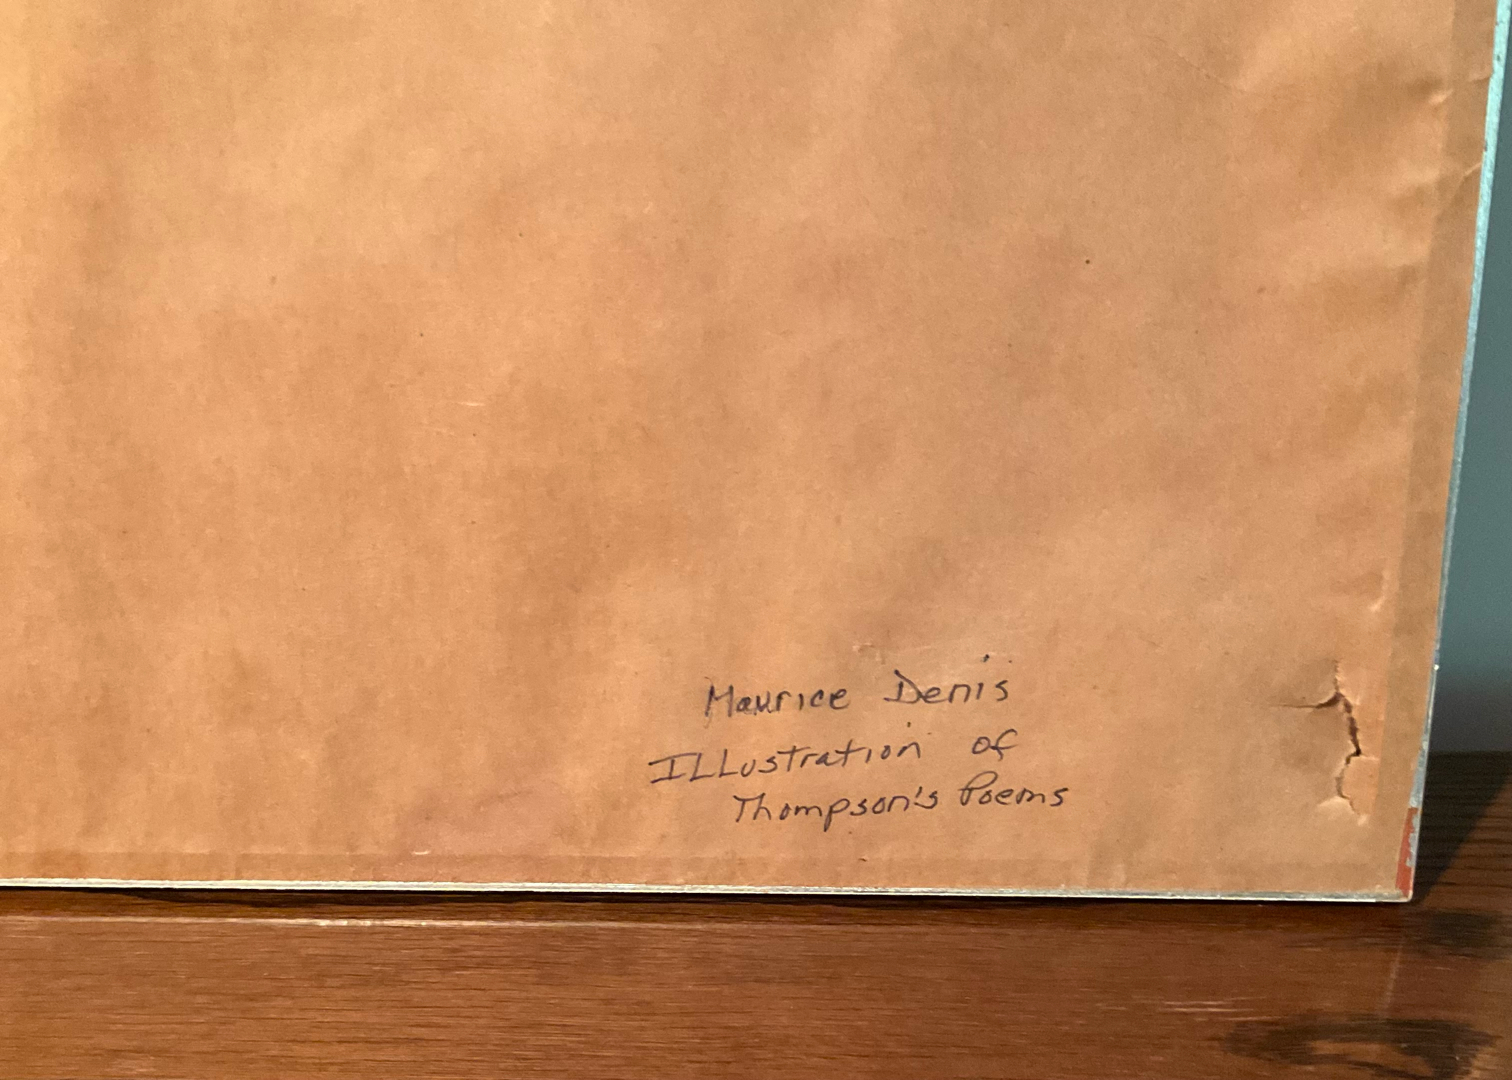 Maurice Denis
ILLustration of
Thompson's Poems